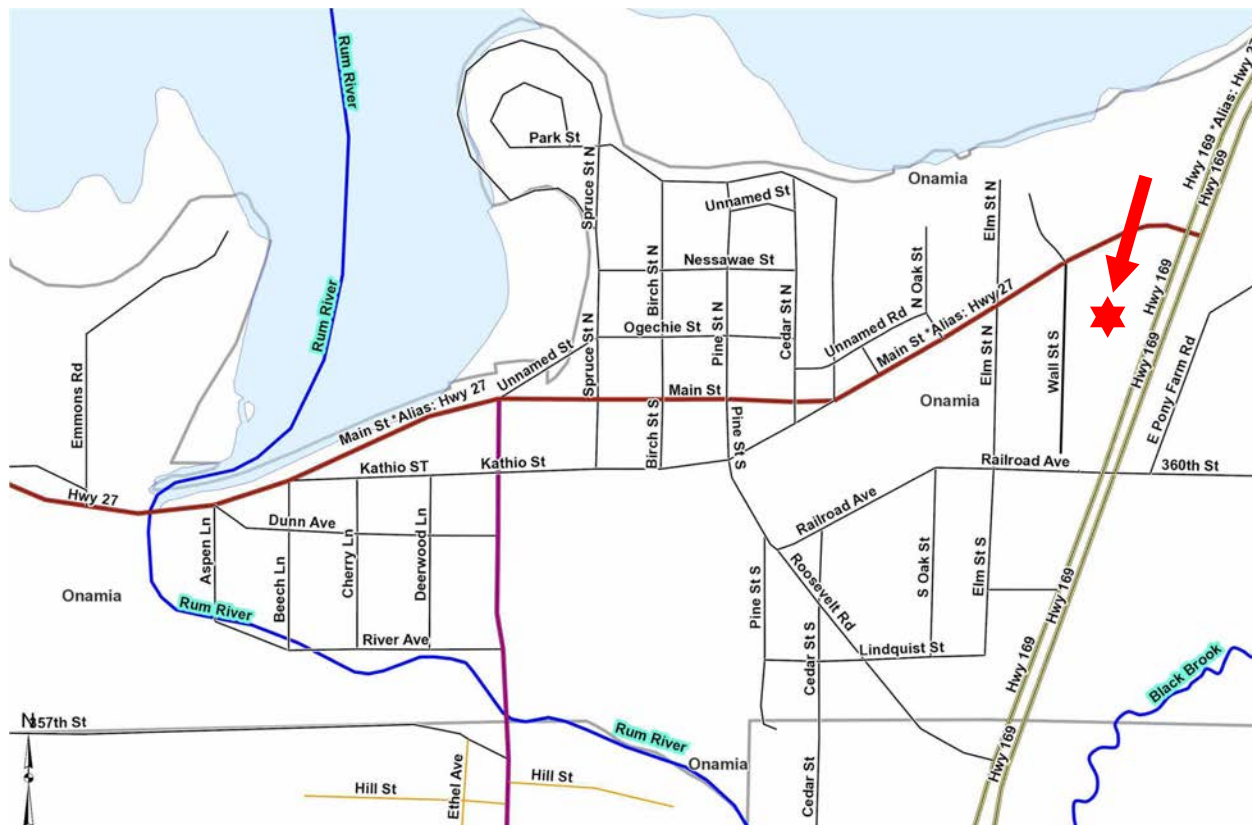 Rum River
Hwy 169 *Alias: Hwy 27
Hwy 169
Park St
Spruce St N
Onamia
Unnamed St
Elm St N
Birch St N
Nessawae St
N Oak St
Rum River
Hwy 169
Cedar St N
Pine St N
Ogechie St
Unnamed Rd
Main St *Alias: Hwy 27
Unnamed St
Spruce St N
Elm St N
Wall St S
Hwy 169
Emmons Rd
Main St *Alias: Hwy 27
Main St
Onamia
E Pony Farm Rd
Birch St S
Pine St S
Kathio ST
Kathio St
Railroad Ave
360th St
Hwy 27
Dunn Ave
Railroad Ave
Aspen Ln
Beech Ln
Cherry Ln
Deerwood Ln
Onamia
Rum River
Pine St S
Roosevelt Rd
S Oak St
Elm St S
Hwy 169
River Ave
Cedar St S
Lindquist St
Hwy 169
Black Brook
N
357th St
Rum River
Onamia
Hwy 169
Hill St
Ethel Ave
Hill St
Cedar St